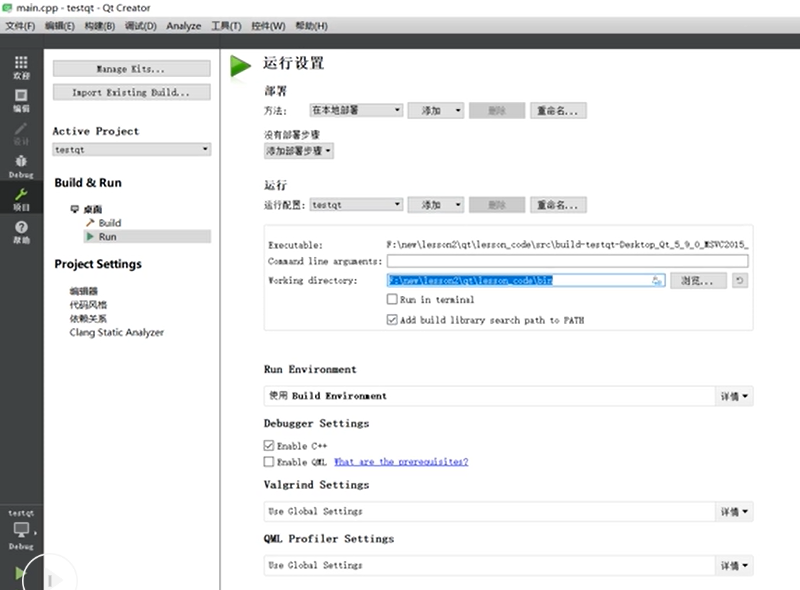 main.cpp - testqt - Qt Creator
文件(F) 编辑(E) 构建(B) 调试(D) Analyze 工具(T) 控件(W) 帮助(H)
欢迎
编辑
设计
Debug
项目
帮助
testqt
Debug
Manage Kits...
Import Existing Build...
Active Project
testqt
Build & Run
桌面
Build
Run
Project Settings
编辑器
代码风格
依赖关系
Clang Static Analyzer
运行设置
部署
方法: 在本地部署 添加 删除 重命名...
没有部署步骤
添加部署步骤
运行
运行配置: testqt 添加 删除 重命名...
Executable: F:\new\lesson2\qt\lesson_code\src\build-testqt-Desktop_Qt_5_9_0_MSVC2015_
Command line arguments:
Working directory: F:\new\lesson2\qt\lesson_code\bin 浏览...
Run in terminal
Add build library search path to PATH
Run Environment
使用 Build Environment 详情
Debugger Settings
Enable C++
Enable QML What are the prerequisites?
Valgrind Settings
Use Global Settings 详情
QML Profiler Settings
Use Global Settings 详情